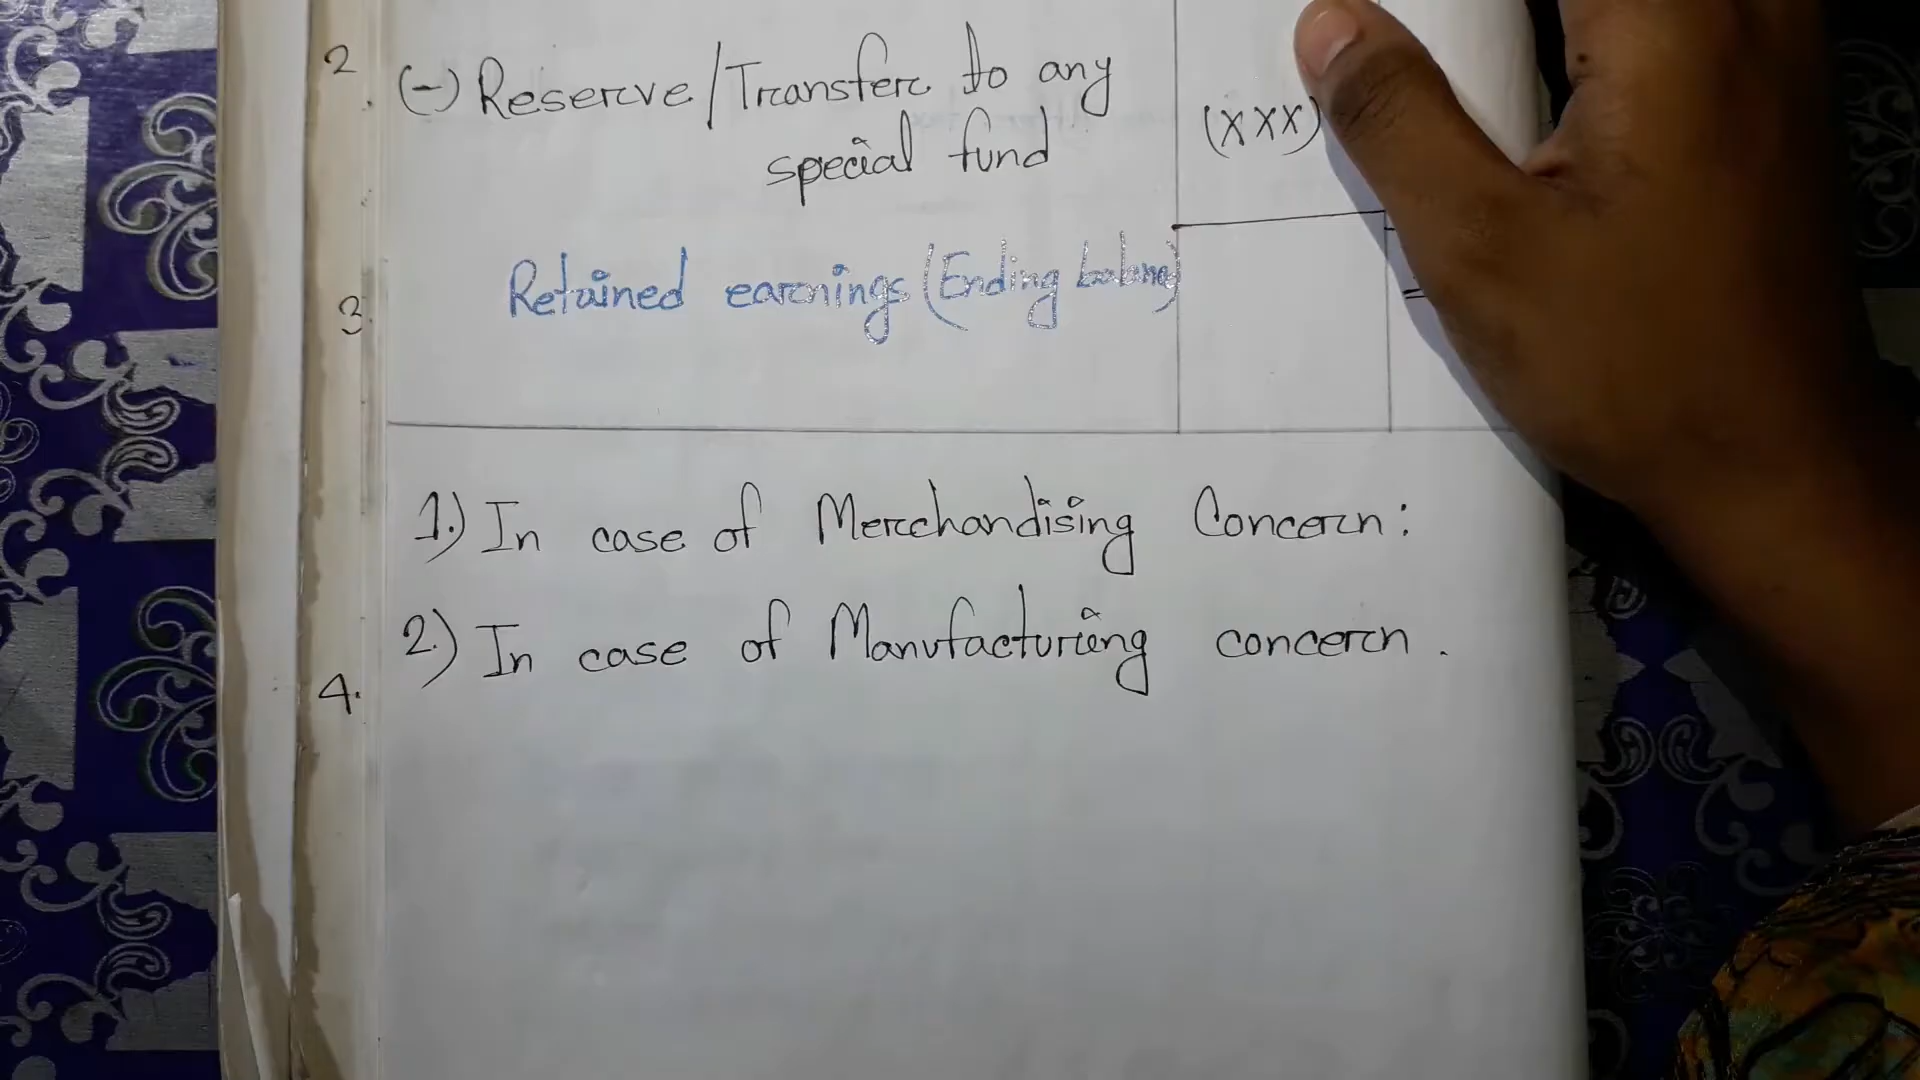 2
(-) Reserve/Transfer to any
special fund
(XXX)
3.
Retained earnings (Ending balance)
1.) In case of Merchandising Concern:
2.) In case of Manufacturing concern.
4.